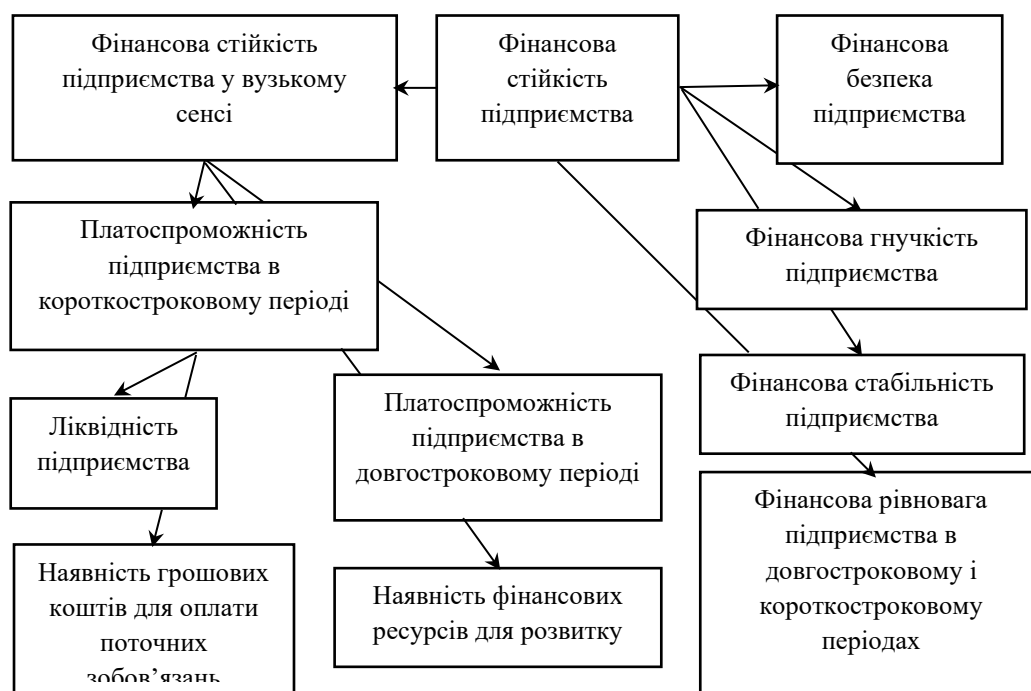 Фінансова стійкість
підприємства у вузькому
сенсі
Фінансова
стійкість
підприємства
Фінансова
безпека
підприємства
Платоспроможність
підприємства в
короткостроковому періоді
Фінансова гнучкість
підприємства
Ліквідність
підприємства
Платоспроможність
підприємства в
довгостроковому періоді
Фінансова стабільність
підприємства
Наявність грошових
коштів для оплати
поточних
зобов’язань
Наявність фінансових
ресурсів для розвитку
Фінансова рівновага
підприємства в
довгостроковому і
короткостроковому
періодах